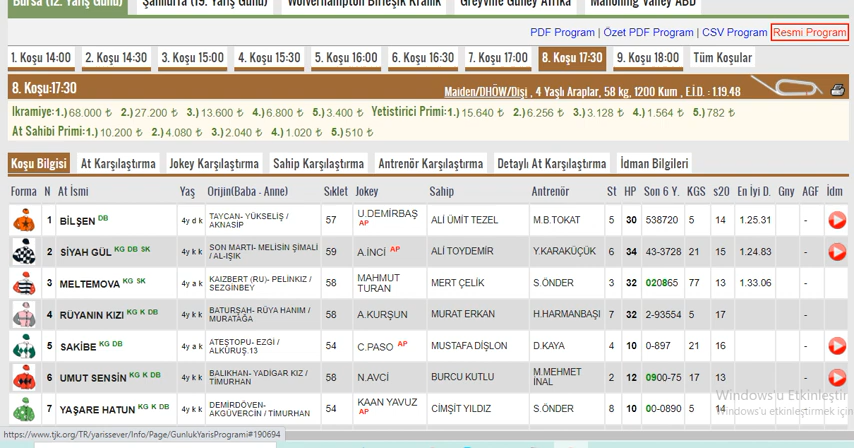 Bursa (12. Yarış Günü) Şanlıurfa (19. Yarış Günü) Wolverhampton Birleşik Krallık Greyville Güney Afrika Mahoning Valley ABD
PDF Program | Özet PDF Program | CSV Program Resmi Program
1. Koşu 14:00 2. Koşu 14:30 3. Koşu 15:00 4. Koşu 15:30 5. Koşu 16:00 6. Koşu 16:30 7. Koşu 17:00 8. Koşu 17:30 9. Koşu 18:00 Tüm Koşular
8. Koşu:17:30
Maiden/DHÖW/Dişi , 4 Yaşlı Araplar, 58 kg, 1200 Kum , E.İ.D. : 1.19.48
Ikramiye:1.) 68.000 ₺ 2.) 27.200 ₺ 3.) 13.600 ₺ 4.) 6.800 ₺ 5.) 3.400 ₺ Yetistirici Primi:1.) 15.640 ₺ 2.) 6.256 ₺ 3.) 3.128 ₺ 4.) 1.564 ₺ 5.) 782 ₺
At Sahibi Primi:1.) 10.200 ₺ 2.) 4.080 ₺ 3.) 2.040 ₺ 4.) 1.020 ₺ 5.) 510 ₺
Koşu Bilgisi At Karşılaştırma Jokey Karşılaştırma Sahip Karşılaştırma Antrenör Karşılaştırma Detaylı At Karşılaştırma İdman Bilgileri
Forma N At İsmi Yaş Orijin(Baba - Anne) Sıklet Jokey Sahip Antrenör St HP Son 6 Y. KGS s20 En İyi D. Gny AGF İdm
1 BİLŞEN DB 4y d k TAYCAN- YÜKSELİŞ / AKNASİP 57 U.DEMİRBAŞ AP ALİ ÜMİT TEZEL M.B.TOKAT 5 30 538720 5 14 1.25.31 -
2 SİYAH GÜL KG DB SK 4y k k SON MARTI- MELİSİN ŞİMALİ / AL-IŞIK 59 A.İNCİ AP ALİ TOYDEMİR Y.KARAKÜÇÜK 6 34 43-3728 21 15 1.24.83 -
3 MELTEMOVA KG SK 4y a k KAIZBERT (RU)- PELİNKIZ / SEZGİNBEY 58 MAHMUT TURAN MERT ÇELİK S.ÖNDER 3 32 020865 77 13 1.33.06 -
4 RÜYANIN KIZI KG K DB 4y k k BATURŞAH- RÜYA HANIM / MURATAĞA 58 A.KURŞUN MURAT ERKAN H.HARMANBAŞI 7 32 2-93554 5 17 -
5 SAKİBE KG DB 4y a k ATEŞTOPU- EZGİ / ALKURUŞ 13 54 C.PASO AP MUSTAFA DİŞLON D.KAYA 4 10 0-897 21 16 -
6 UMUT SENSİN KG K DB 4y k k BALIKHAN- YADİGAR KIZ / TİMURHAN 58 N.AVCİ BURCU KUTLU M.MEHMET İNAL 2 12 0900-75 17 13 -
7 YAŞARE HATUN KG K DB 4y k k DEMİRDÖVEN- AKGÜVERCİN / TİMURHAN 54 KAAN YAVUZ AP CİMŞİT YILDIZ S.ÖNDER 8 10 00-0890 5 14 -
Windows'u Etkinleştir
Windows'u etkinleştirmek için
https://www.tjk.org/TR/yarissever/Info/Page/GunlukYarisProgrami#190694